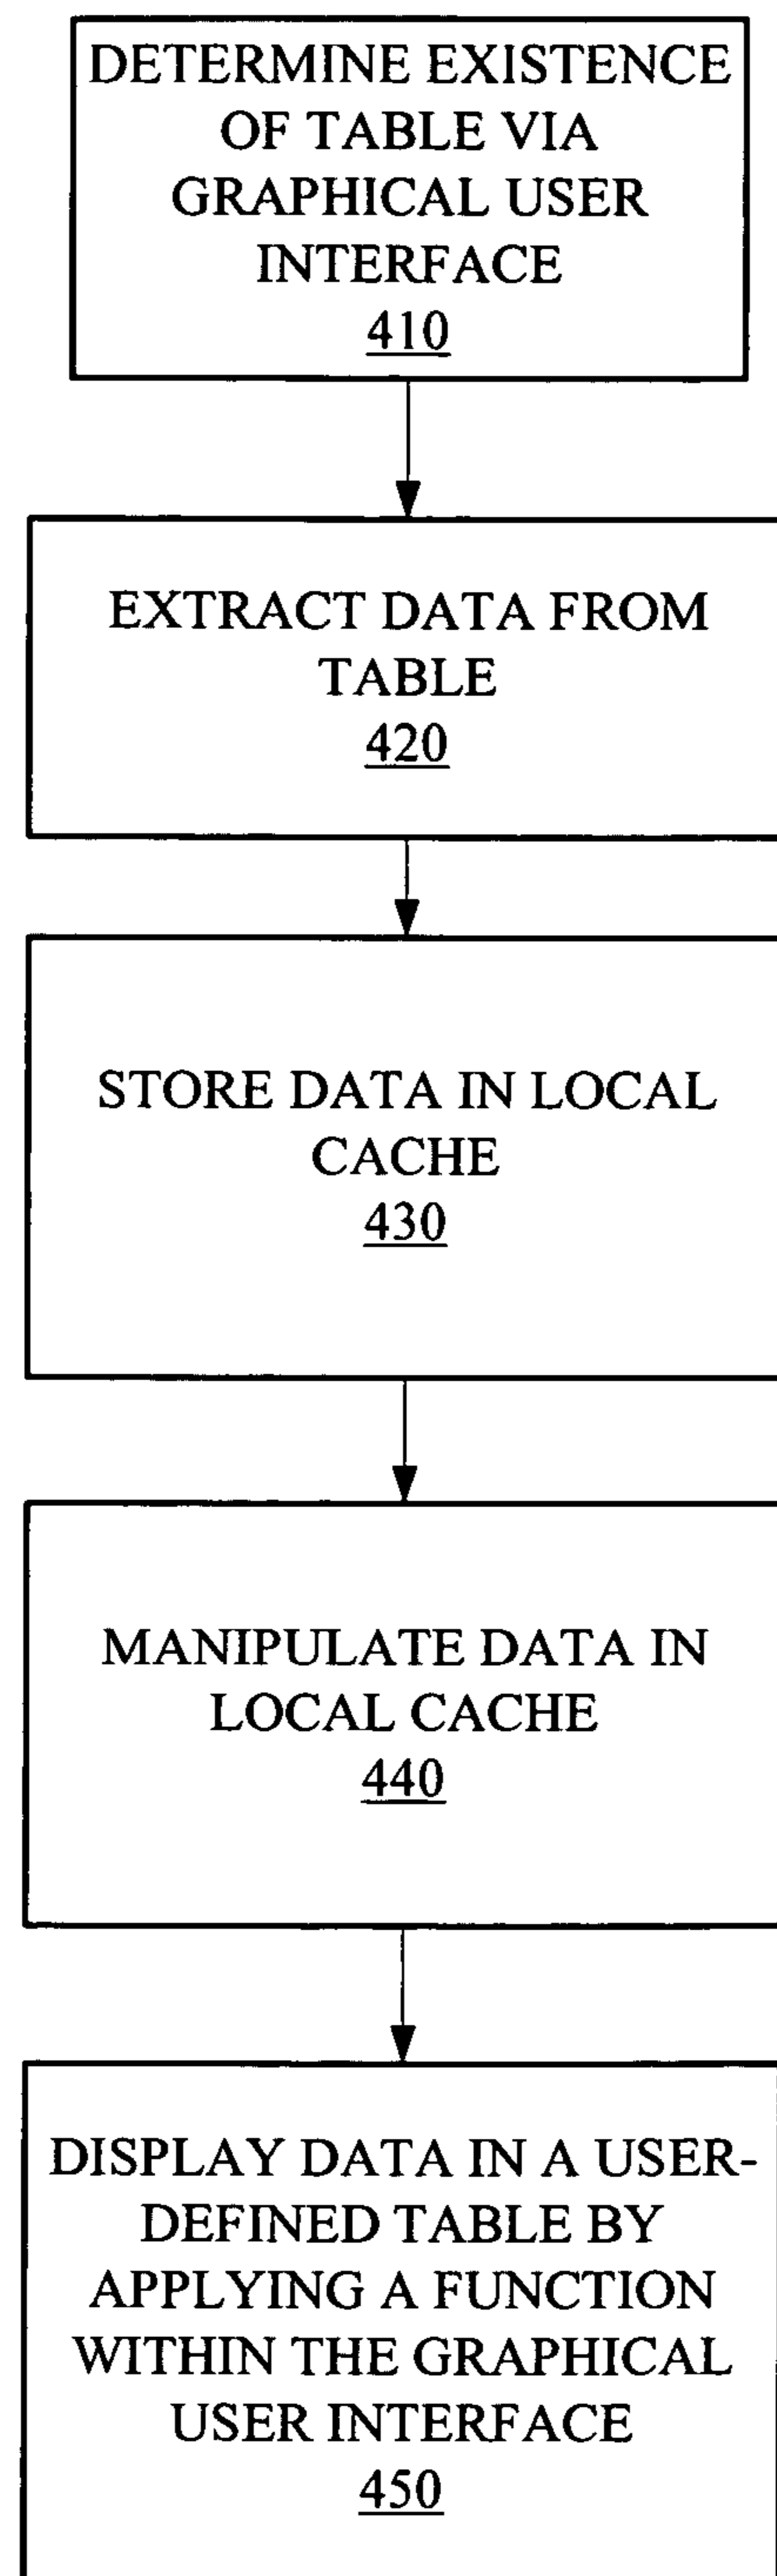 DETERMINE EXISTENCE
OF TABLE VIA
GRAPHICAL USER
INTERFACE
410
EXTRACT DATA FROM
TABLE
420
STORE DATA IN LOCAL
CACHE
430
MANIPULATE DATA IN
LOCAL CACHE
440
DISPLAY DATA IN A USER-
DEFINED TABLE BY
APPLYING A FUNCTION
WITHIN THE GRAPHICAL
USER INTERFACE
450